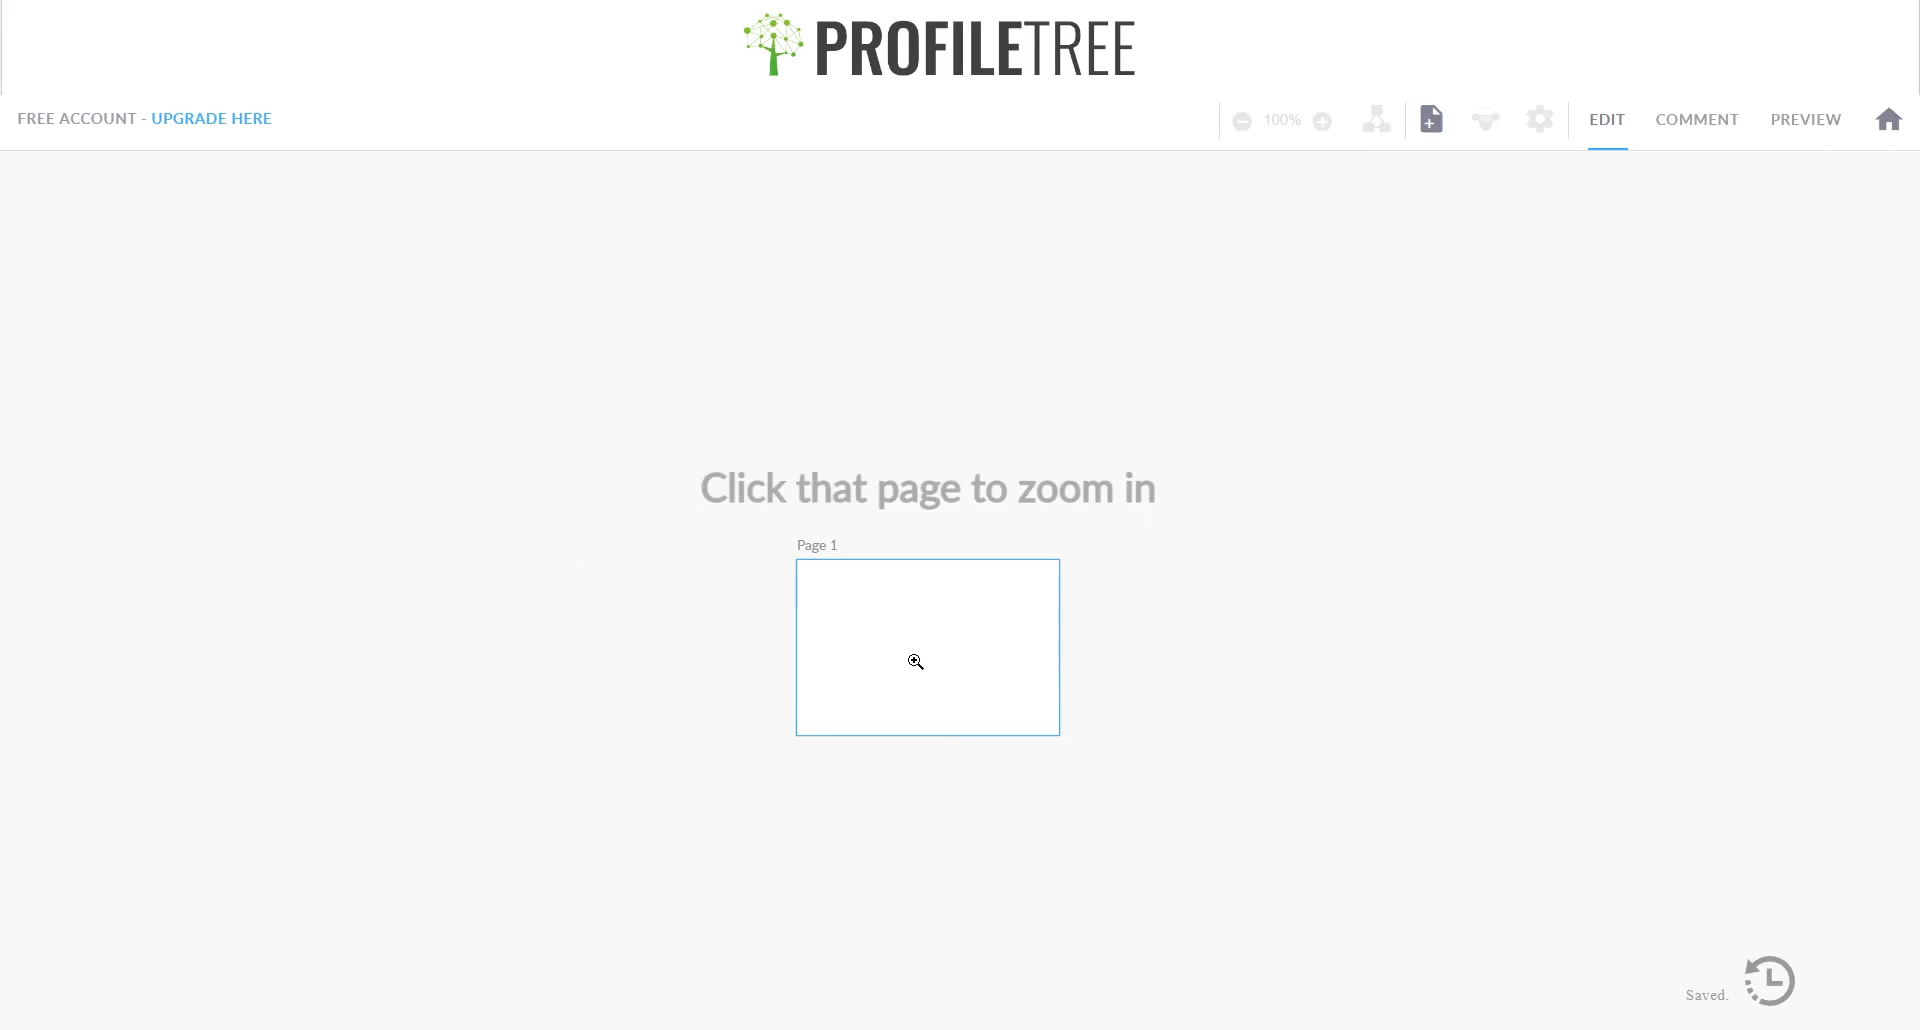 PROFILETREE
FREE ACCOUNT - UPGRADE HERE
100%
EDIT
COMMENT
PREVIEW
Click that page to zoom in
Page 1
Saved.